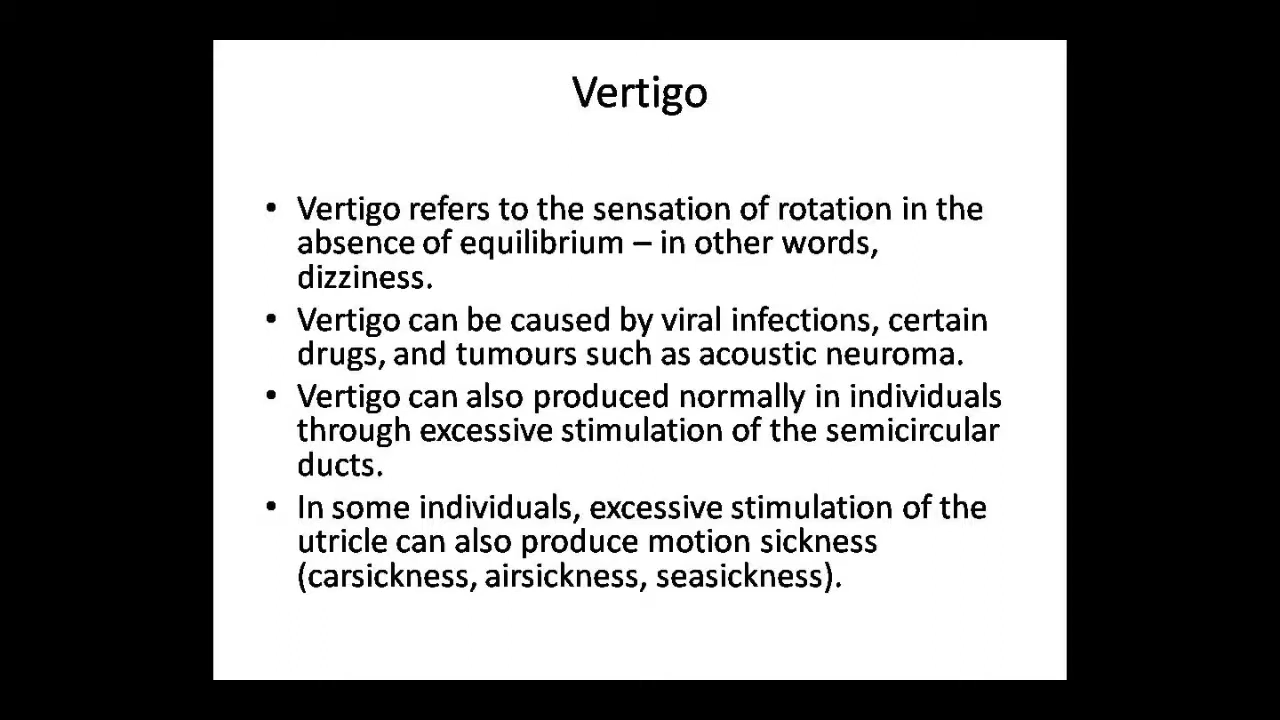 Vertigo
• Vertigo refers to the sensation of rotation in the
absence of equilibrium – in other words,
dizziness.
• Vertigo can be caused by viral infections, certain
drugs, and tumours such as acoustic neuroma.
• Vertigo can also produced normally in individuals
through excessive stimulation of the semicircular
ducts.
• In some individuals, excessive stimulation of the
utricle can also produce motion sickness
(carsickness, airsickness, seasickness).